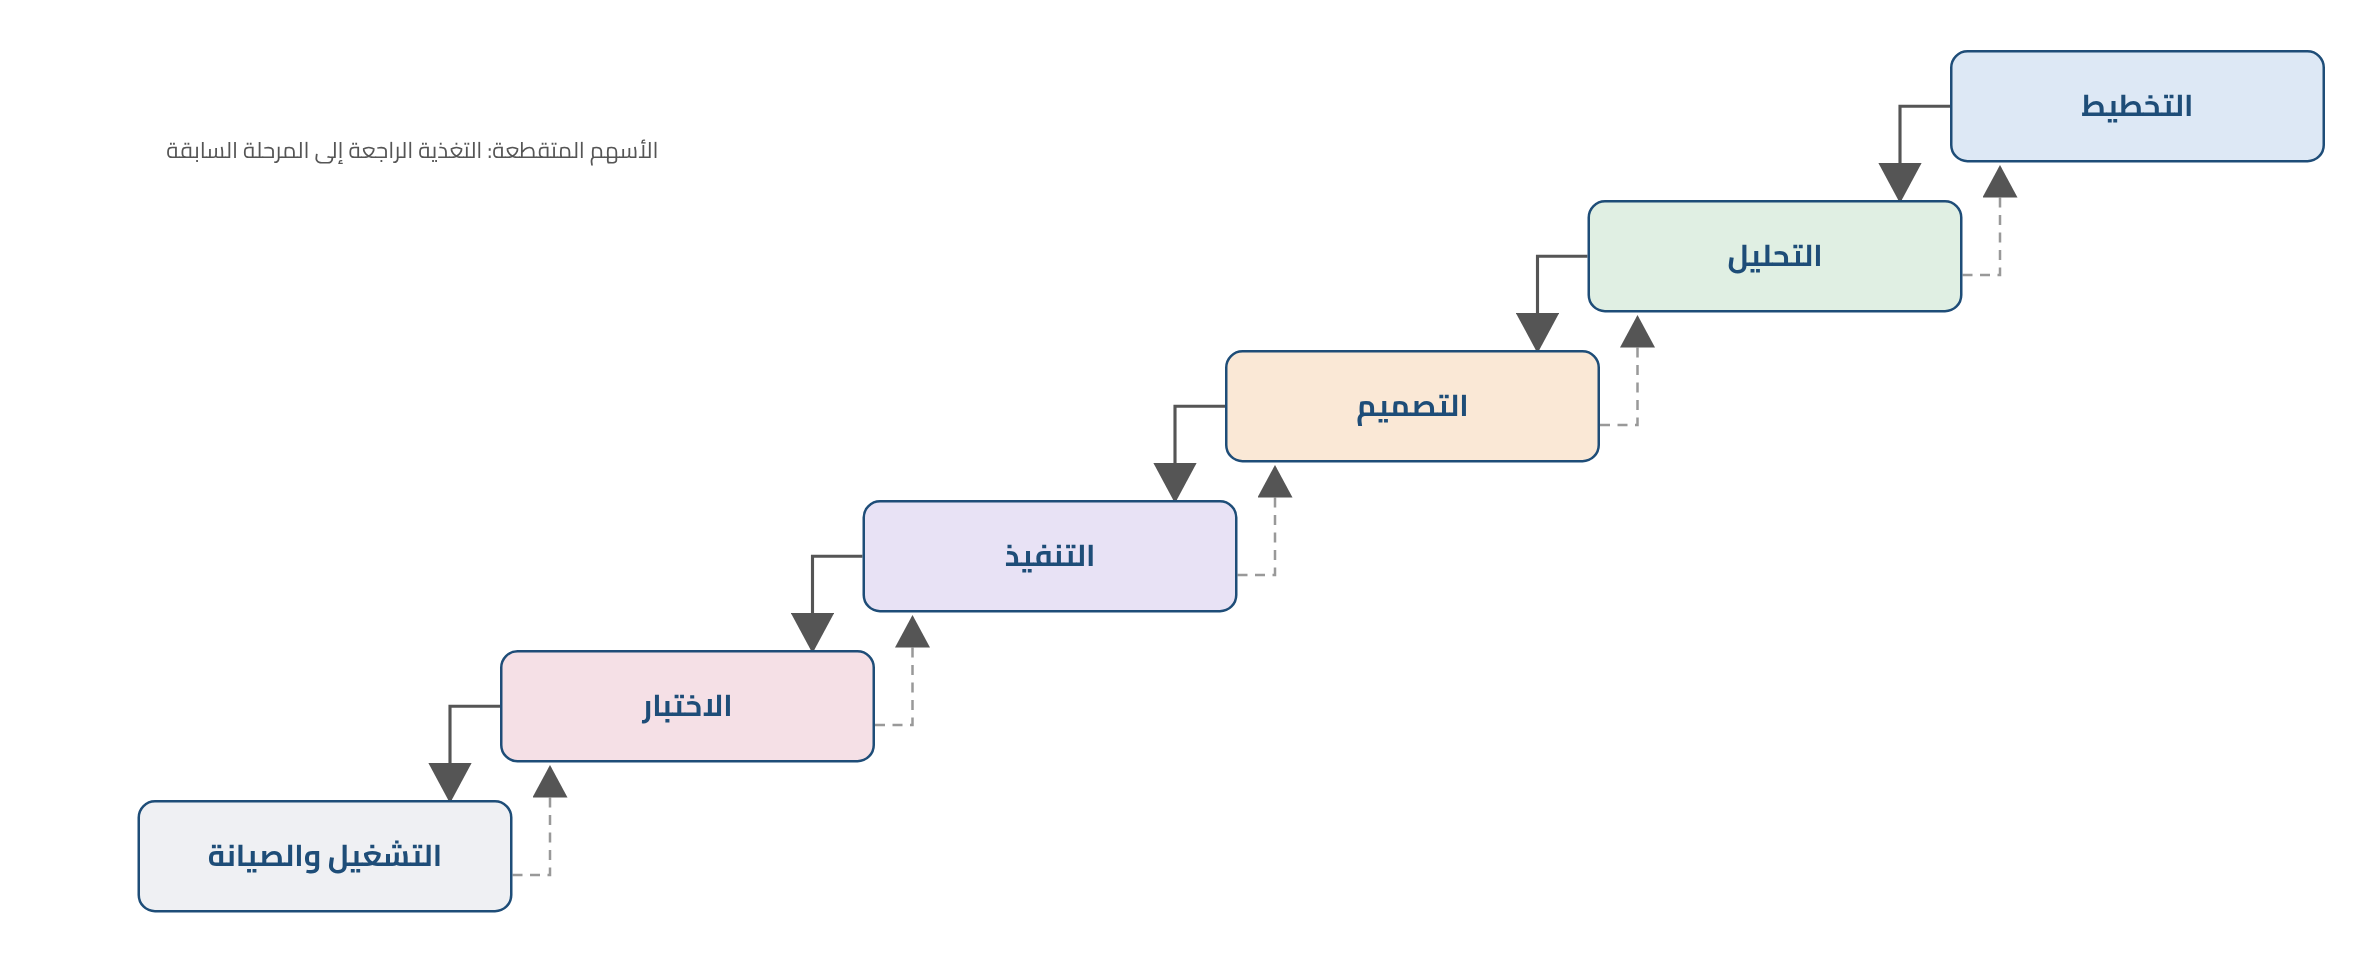 التخطيط
الأسهم المتقطعة: التغذية الراجعة إلى المرحلة السابقة
التحليل
التصميم
التنفيذ
الاختبار
التشغيل والصيانة